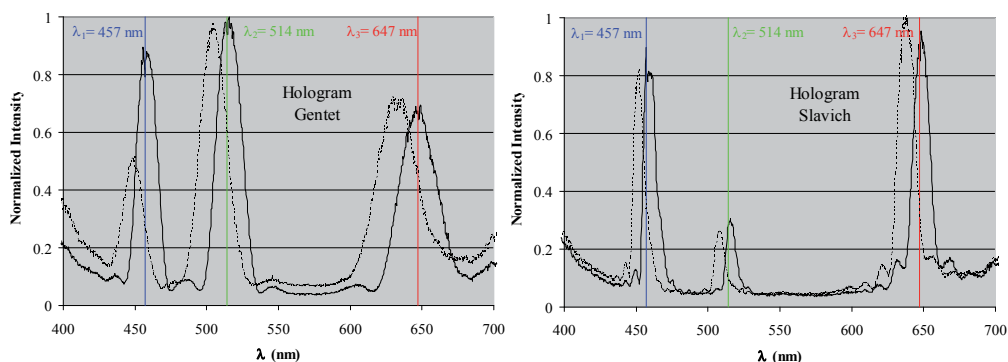 λ₁= 457 nm
λ₂= 514 nm
λ₃= 647 nm
Hologram
Gentet
Normalized Intensity
1
0.8
0.6
0.4
0.2
0
400 450 500 550 600 650 700
λ (nm)
λ₁= 457 nm
λ₂= 514 nm
λ₃= 647 nm
Hologram
Slavich
Normalized Intensity
1
0.8
0.6
0.4
0.2
0
400 450 500 550 600 650 700
λ (nm)